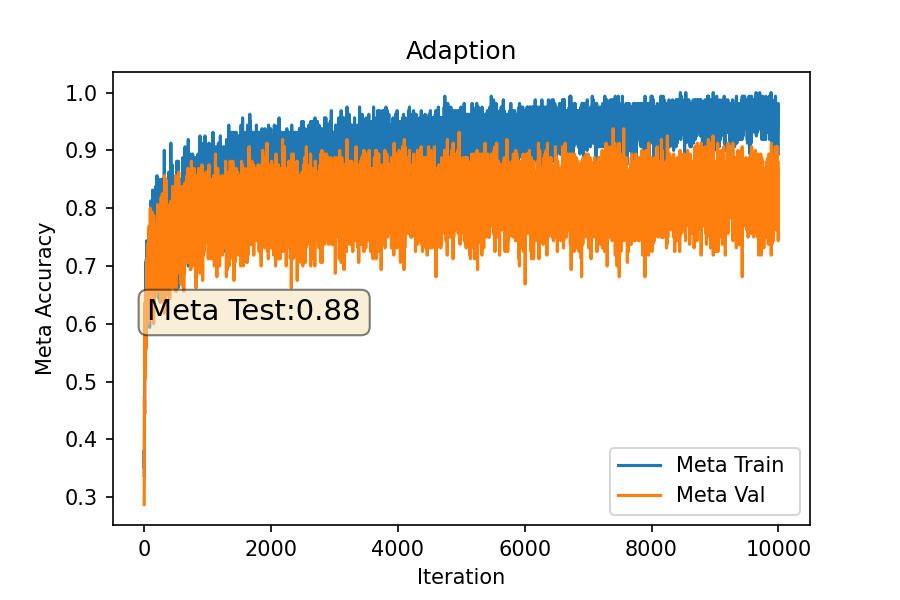 Adaption
1.0
0.9
0.8
0.7
0.6
0.5
0.4
0.3
Meta Accuracy
Meta Test:0.88
Meta Train
Meta Val
0 2000 4000 6000 8000 10000
Iteration